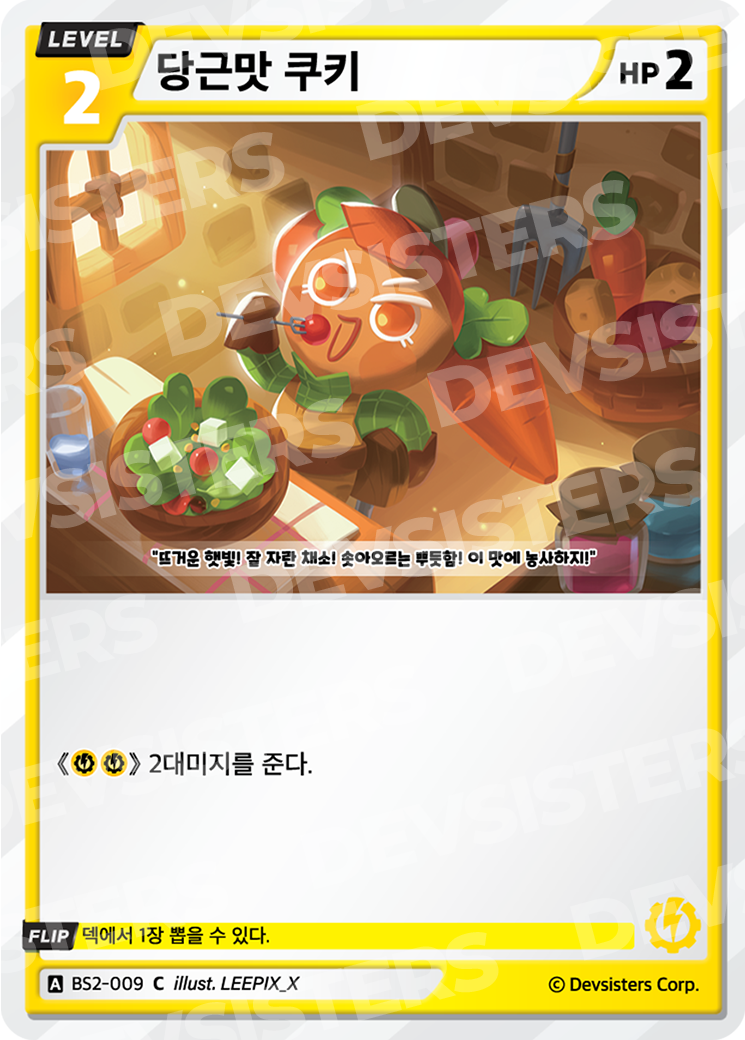 LEVEL
2
당근맛 쿠키
HP 2
"뜨거운 햇빛! 잘 자란 채소! 솟아오르는 뿌듯함! 이 맛에 농사하지!"
《 》 2대미지를 준다.
FLIP 덱에서 1장 뽑을 수 있다.
A BS2-009 C illust. LEEPIX_X
© Devsisters Corp.
DEVSISTERS